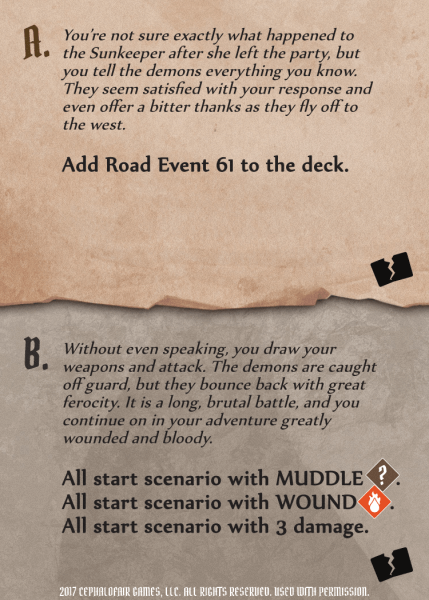 A. You're not sure exactly what happened to
the Sunkeeper after she left the party, but
you tell the demons everything you know.
They seem satisfied with your response and
even offer a bitter thanks as they fly off to
the west.
Add Road Event 61 to the deck.
B. Without even speaking, you draw your
weapons and attack. The demons are caught
off guard, but they bounce back with great
ferocity. It is a long, brutal battle, and you
continue on in your adventure greatly
wounded and bloody.
All start scenario with MUDDLE ?.
All start scenario with WOUND.
All start scenario with 3 damage.
2017 CEPHALOFAIR GAMES, LLC. ALL RIGHTS RESERVED. USED WITH PERMISSION.